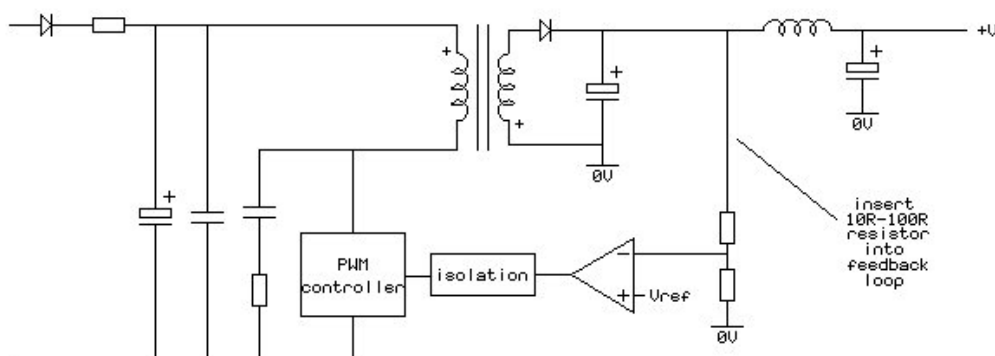 +V
+
+
+
+
+
0V
0V
insert
10R-100R
resistor
into
feedback
loop
PWM
controller
isolation
−
+
Vref
0V